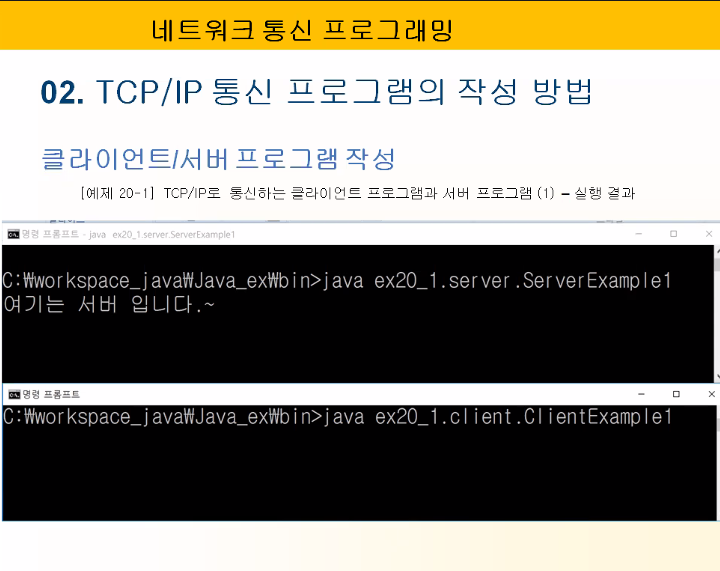 네트워크 통신 프로그래밍
02. TCP/IP 통신 프로그램의 작성 방법
클라이언트/서버 프로그램 작성
[예제 20-1] TCP/IP로 통신하는 클라이언트 프로그램과 서버 프로그램 (1) – 실행 결과
명령 프롬프트 - java ex20_1.server.ServerExample1
C:₩workspace_java₩Java_ex₩bin>java ex20_1.server.ServerExample1
여기는 서버 입니다.~
명령 프롬프트
C:₩workspace_java₩Java_ex₩bin>java ex20_1.client.ClientExample1